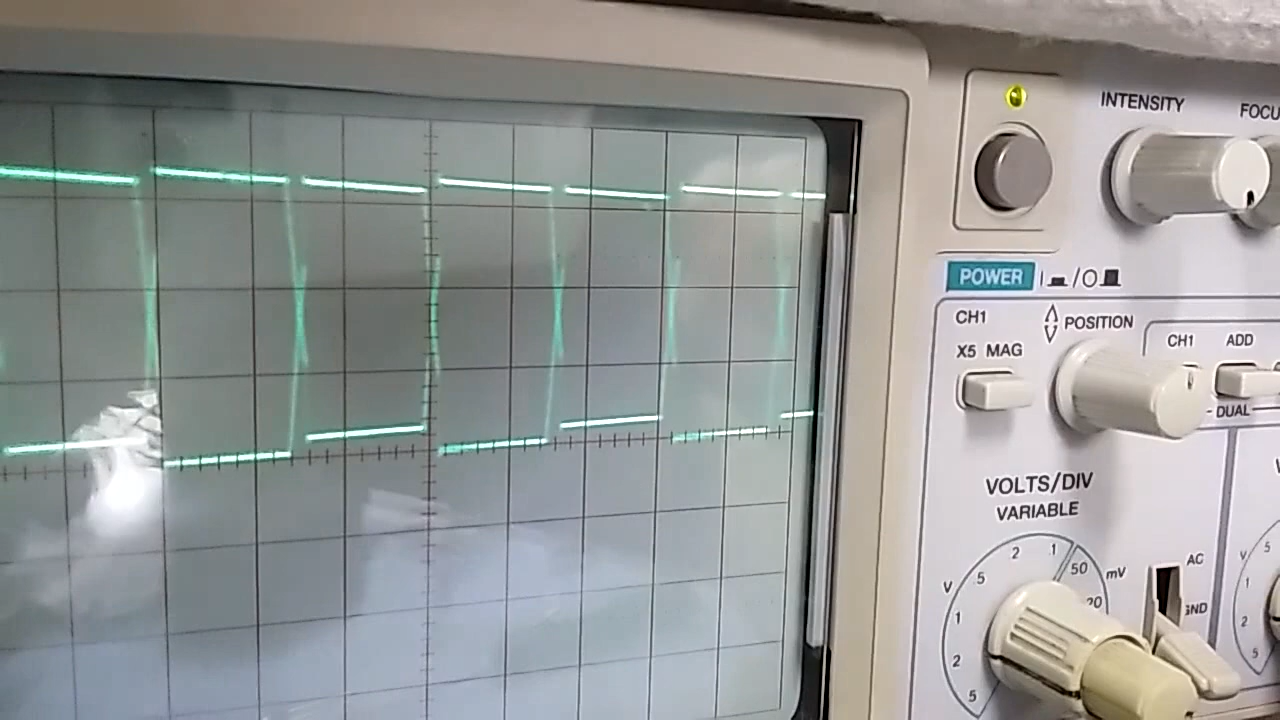 INTENSITY
FOCU
POWER I /O
CH1
POSITION
X5 MAG
CH1
ADD
DUAL
VOLTS/DIV
VARIABLE
V
.5
.2
.1
50
mV
20
1
2
5
AC
GND
V
.5
1
2
5